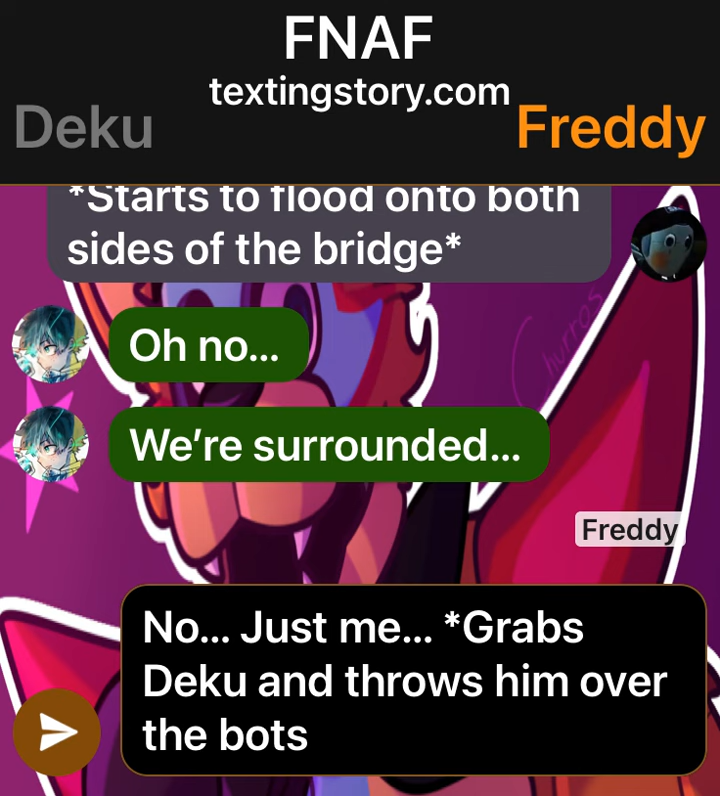 FNAF
textingstory.com
Deku
Freddy
*Starts to flood onto both
sides of the bridge*
Oh no...
We're surrounded...
Churros
Freddy
No... Just me... *Grabs
Deku and throws him over
the bots